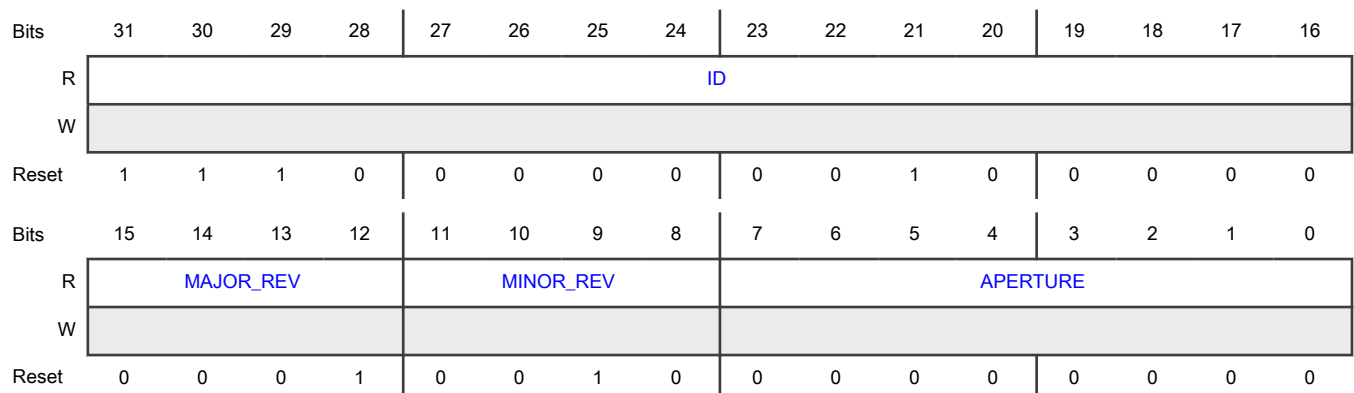 Bits 31 30 29 28 27 26 25 24 23 22 21 20 19 18 17 16
R ID
W
Reset 1 1 1 0 0 0 0 0 0 0 1 0 0 0 0 0
Bits 15 14 13 12 11 10 9 8 7 6 5 4 3 2 1 0
R MAJOR_REV MINOR_REV APERTURE
W
Reset 0 0 0 1 0 0 1 0 0 0 0 0 0 0 0 0